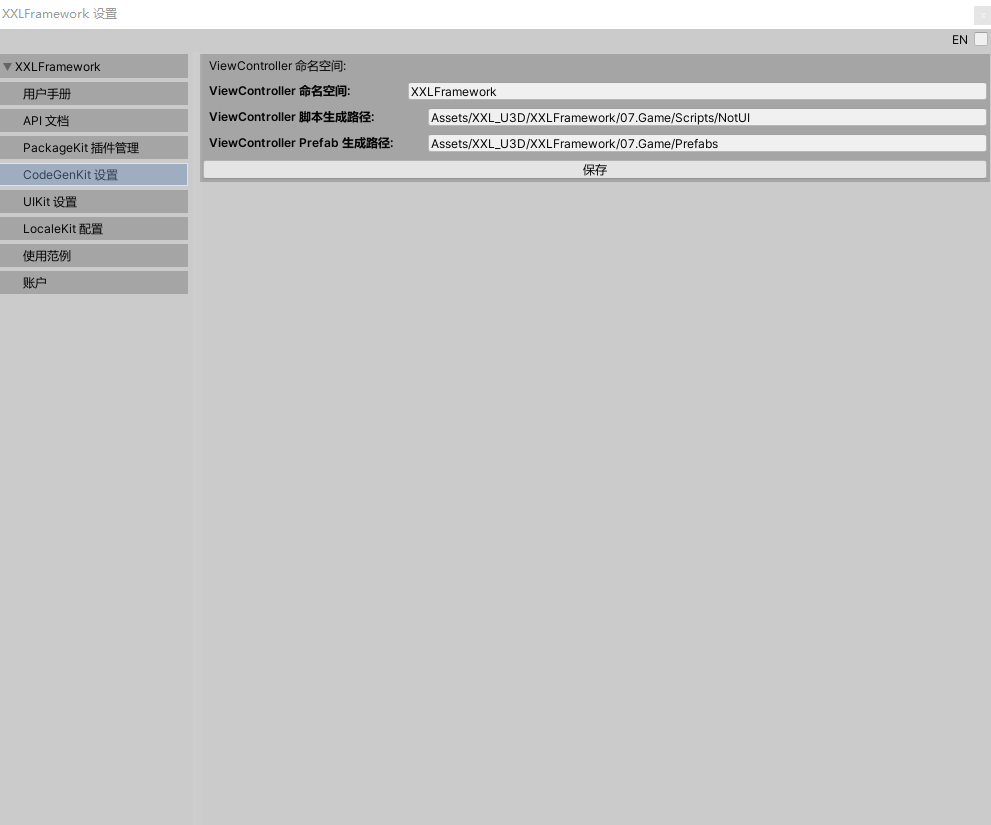 XXLFramework 设置
EN
XXLFramework
用户手册
API 文档
PackageKit 插件管理
CodeGenKit 设置
UIKit 设置
LocaleKit 配置
使用范例
账户
ViewController 命名空间:
ViewController 命名空间: XXLFramework
ViewController 脚本生成路径: Assets/XXL_U3D/XXLFramework/07.Game/Scripts/NotUI
ViewController Prefab 生成路径: Assets/XXL_U3D/XXLFramework/07.Game/Prefabs
保存